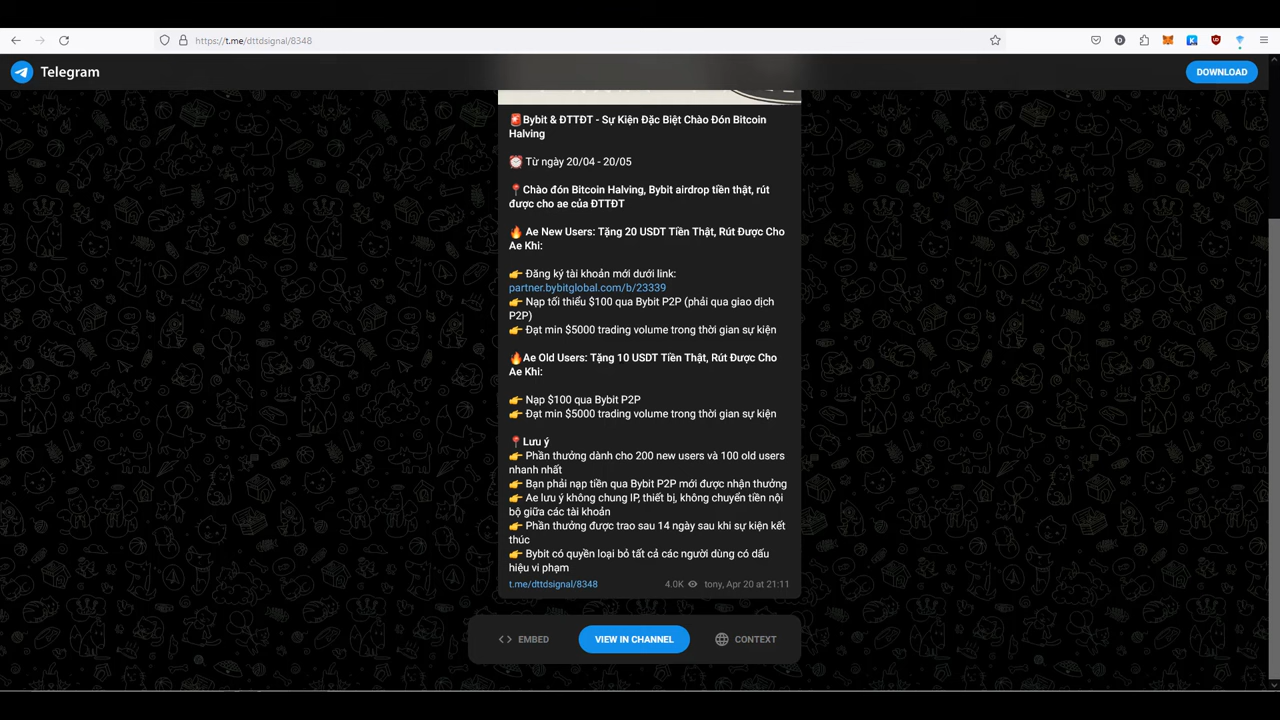 https://t.me/dttdsignal/8348
Telegram
DOWNLOAD
🚨Bybit & ĐTTĐT - Sự Kiện Đặc Biệt Chào Đón Bitcoin
Halving
⏰ Từ ngày 20/04 - 20/05
📍Chào đón Bitcoin Halving, Bybit airdrop tiền thật, rút
được cho ae của ĐTTĐT
🔥 Ae New Users: Tặng 20 USDT Tiền Thật, Rút Được Cho
Ae Khi:
👉 Đăng ký tài khoản mới dưới link:
partner.bybitglobal.com/b/23339
👉 Nạp tối thiểu $100 qua Bybit P2P (phải qua giao dịch
P2P)
👉 Đạt min $5000 trading volume trong thời gian sự kiện
🔥Ae Old Users: Tặng 10 USDT Tiền Thật, Rút Được Cho
Ae Khi:
👉 Nạp $100 qua Bybit P2P
👉 Đạt min $5000 trading volume trong thời gian sự kiện
📍Lưu ý
👉 Phần thưởng dành cho 200 new users và 100 old users
nhanh nhất
👉 Bạn phải nạp tiền qua Bybit P2P mới được nhận thưởng
👉 Ae lưu ý không chung IP, thiết bị, không chuyển tiền nội
bộ giữa các tài khoản
👉 Phần thưởng được trao sau 14 ngày sau khi sự kiện kết
thúc
👉 Bybit có quyền loại bỏ tất cả các người dùng có dấu
hiệu vi phạm
t.me/dttdsignal/8348 4.0K tony, Apr 20 at 21:11
EMBED VIEW IN CHANNEL CONTEXT